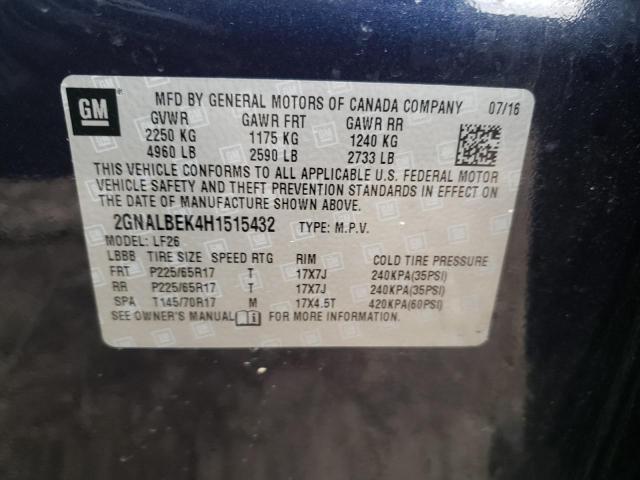 GM
MFD BY GENERAL MOTORS OF CANADA COMPANY 07/16
GVWR GAWR FRT GAWR RR
2250 KG 1175 KG 1240 KG
4960 LB 2590 LB 2733 LB
THIS VEHICLE CONFORMS TO ALL APPLICABLE U.S. FEDERAL MOTOR
VEHICLE SAFETY AND THEFT PREVENTION STANDARDS IN EFFECT ON
THE DATE OF MANUFACTURE SHOWN ABOVE.
2GNALBEK4H1515432 TYPE: M.P.V.
MODEL: LF26
LBBB TIRE SIZE SPEED RTG RIM COLD TIRE PRESSURE
FRT P225/65R17 T 17X7J 240KPA(35PSI)
RR P225/65R17 T 17X7J 240KPA(35PSI)
SPA T145/70R17 M 17X4.5T 420KPA(60PSI)
SEE OWNER'S MANUAL FOR MORE INFORMATION.